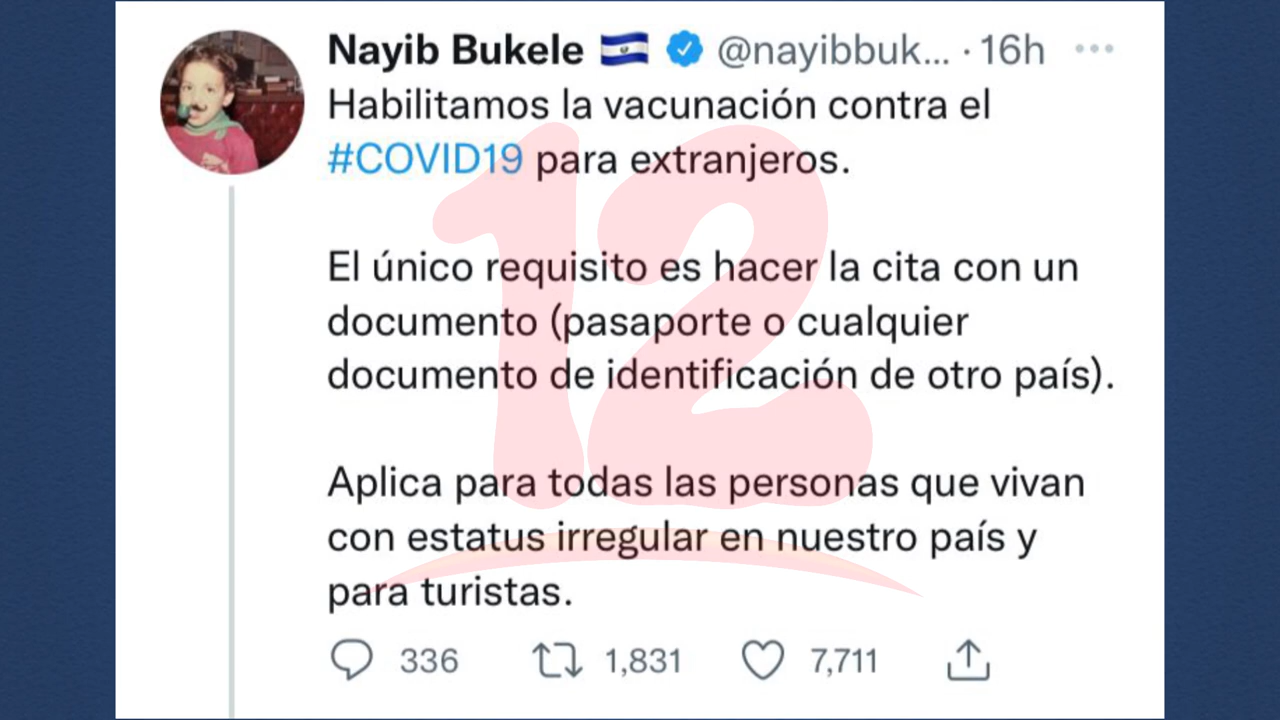 Nayib Bukele 🇸🇻 @nayibbuk... · 16h
Habilitamos la vacunación contra el
#COVID19 para extranjeros.
El único requisito es hacer la cita con un
documento (pasaporte o cualquier
documento de identificación de otro país).
Aplica para todas las personas que vivan
con estatus irregular en nuestro país y
para turistas.
336 1,831 7,711
12